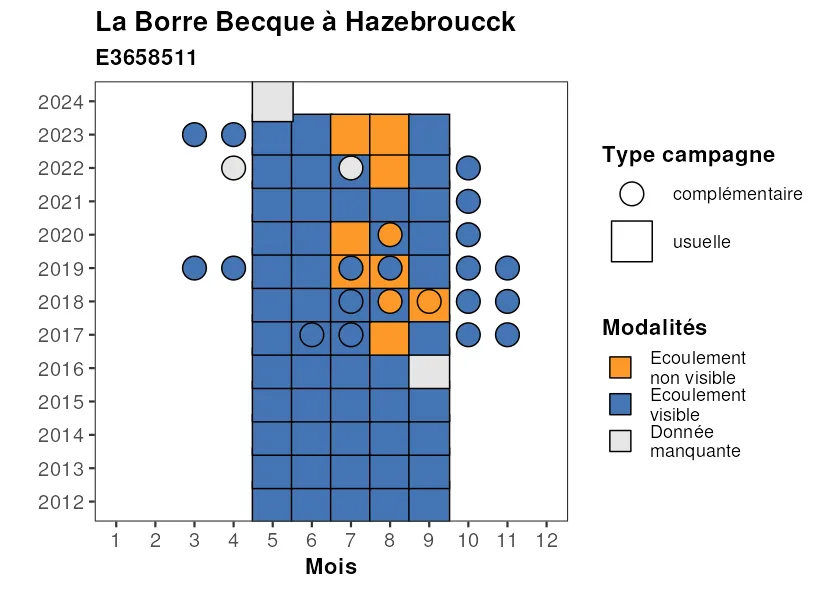 La Borre Becque à Hazebroucck
E3658511
2024
2023
2022
2021
2020
2019
2018
2017
2016
2015
2014
2013
2012
1 2 3 4 5 6 7 8 9 10 11 12
Mois
Type campagne
complémentaire
usuelle
Modalités
Ecoulement
non visible
Ecoulement
visible
Donnée
manquante